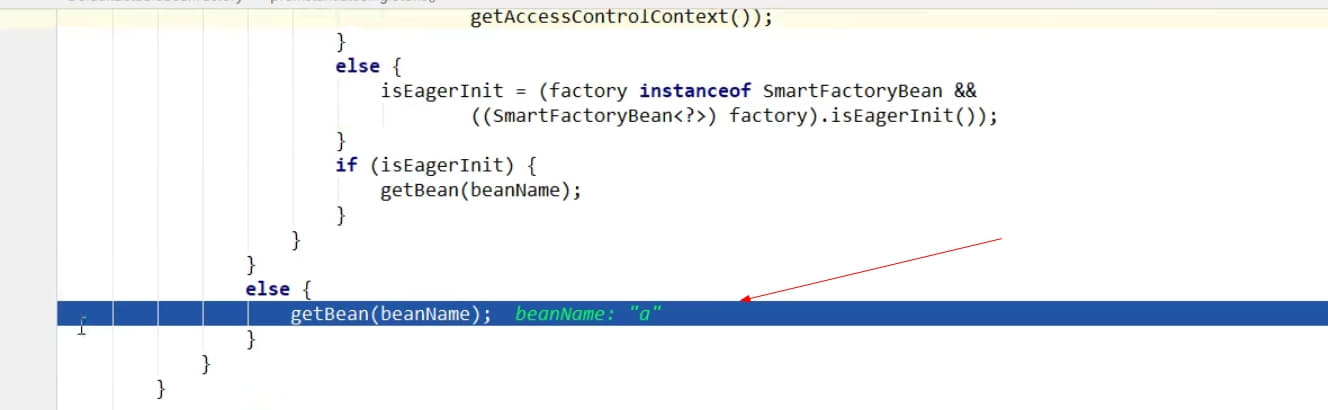 getAccessControlContext());
}
else {
isEagerInit = (factory instanceof SmartFactoryBean &&
((SmartFactoryBean<?>) factory).isEagerInit());
}
if (isEagerInit) {
getBean(beanName);
}
}
}
else {
getBean(beanName); beanName: "a"
}
}
}